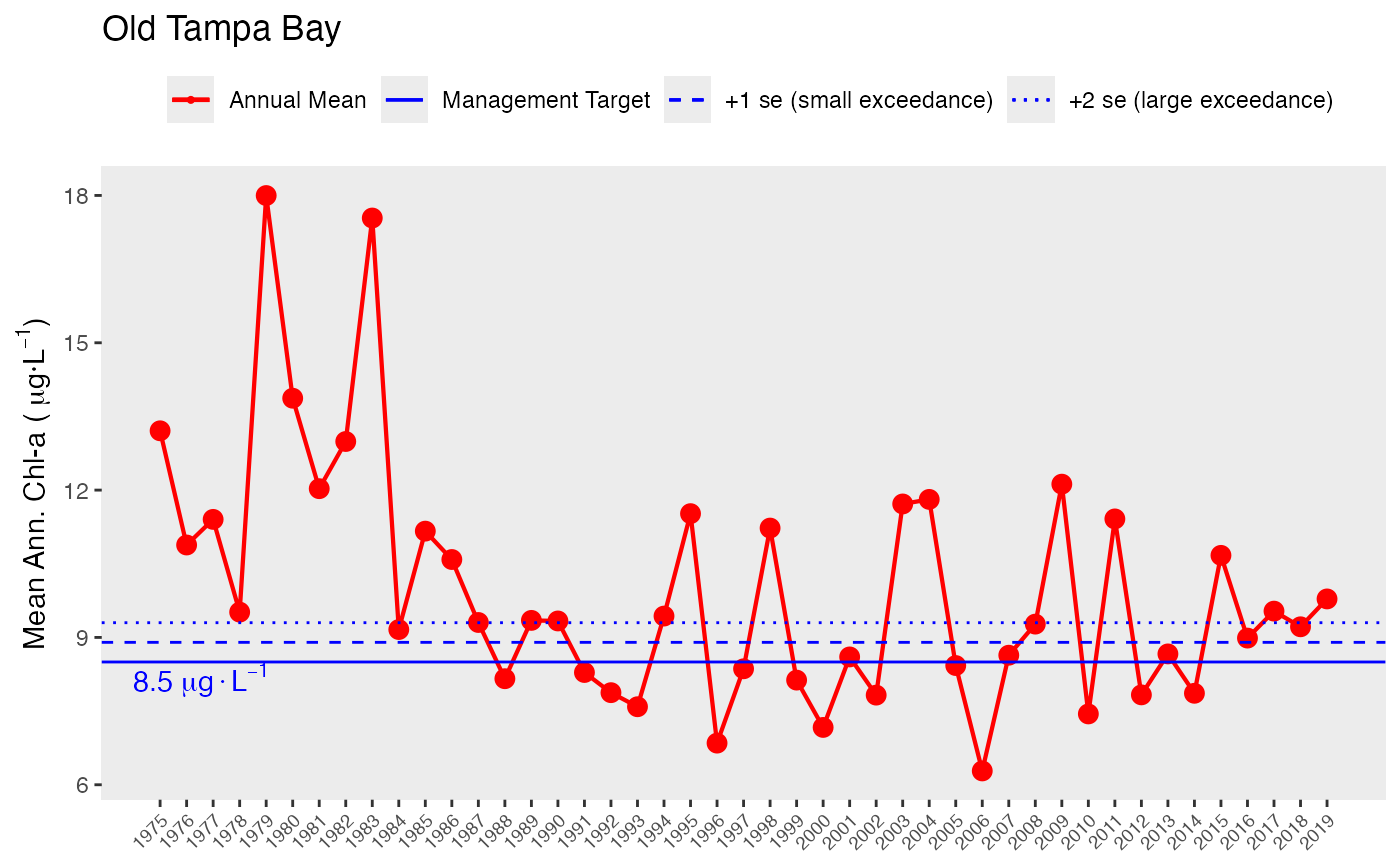 Old Tampa Bay
Annual Mean Management Target +1 se (small exceedance) +2 se (large exceedance)
Mean Ann. Chl-a ( μg·L⁻¹)
18
15
12
9
6
8.5 μg·L⁻¹
1975 1976 1977 1978 1979 1980 1981 1982 1983 1984 1985 1986 1987 1988 1989 1990 1991 1992 1993 1994 1995 1996 1997 1998 1999 2000 2001 2002 2003 2004 2005 2006 2007 2008 2009 2010 2011 2012 2013 2014 2015 2016 2017 2018 2019